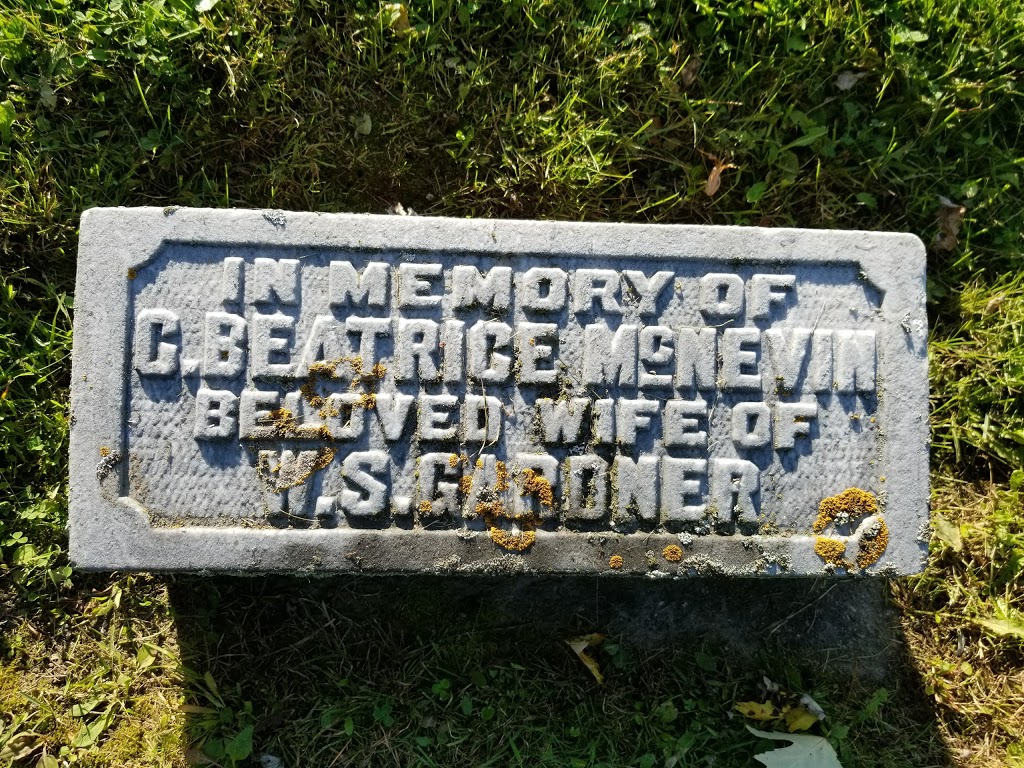 IN MEMORY OF
C. BEATRICE McNEVIN
BELOVED WIFE OF
W. S. GARDNER